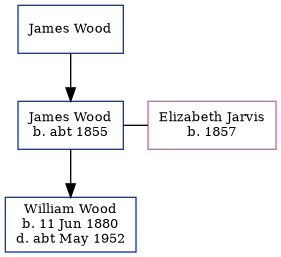 James Wood
James Wood
b. abt 1855
Elizabeth Jarvis
b. 1857
William Wood
b. 11 Jun 1880
d. abt May 1952